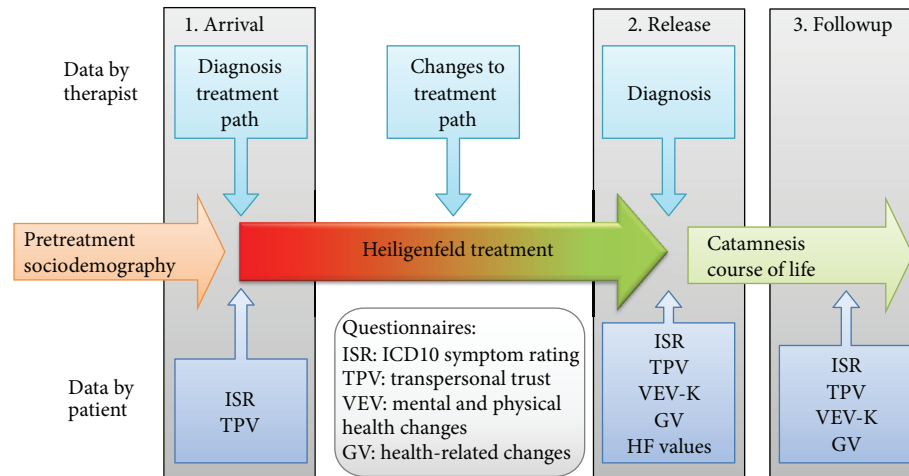 1. Arrival
2. Release
3. Followup
Data by
therapist
Diagnosis
treatment
path
Changes to
treatment
path
Diagnosis
Pretreatment
sociodemography
Heiligenfeld treatment
Catamnesis
course of life
Data by
patient
ISR
TPV
Questionnaires:
ISR: ICD10 symptom rating
TPV: transpersonal trust
VEV: mental and physical
health changes
GV: health-related changes
ISR
TPV
VEV-K
GV
HF values
ISR
TPV
VEV-K
GV